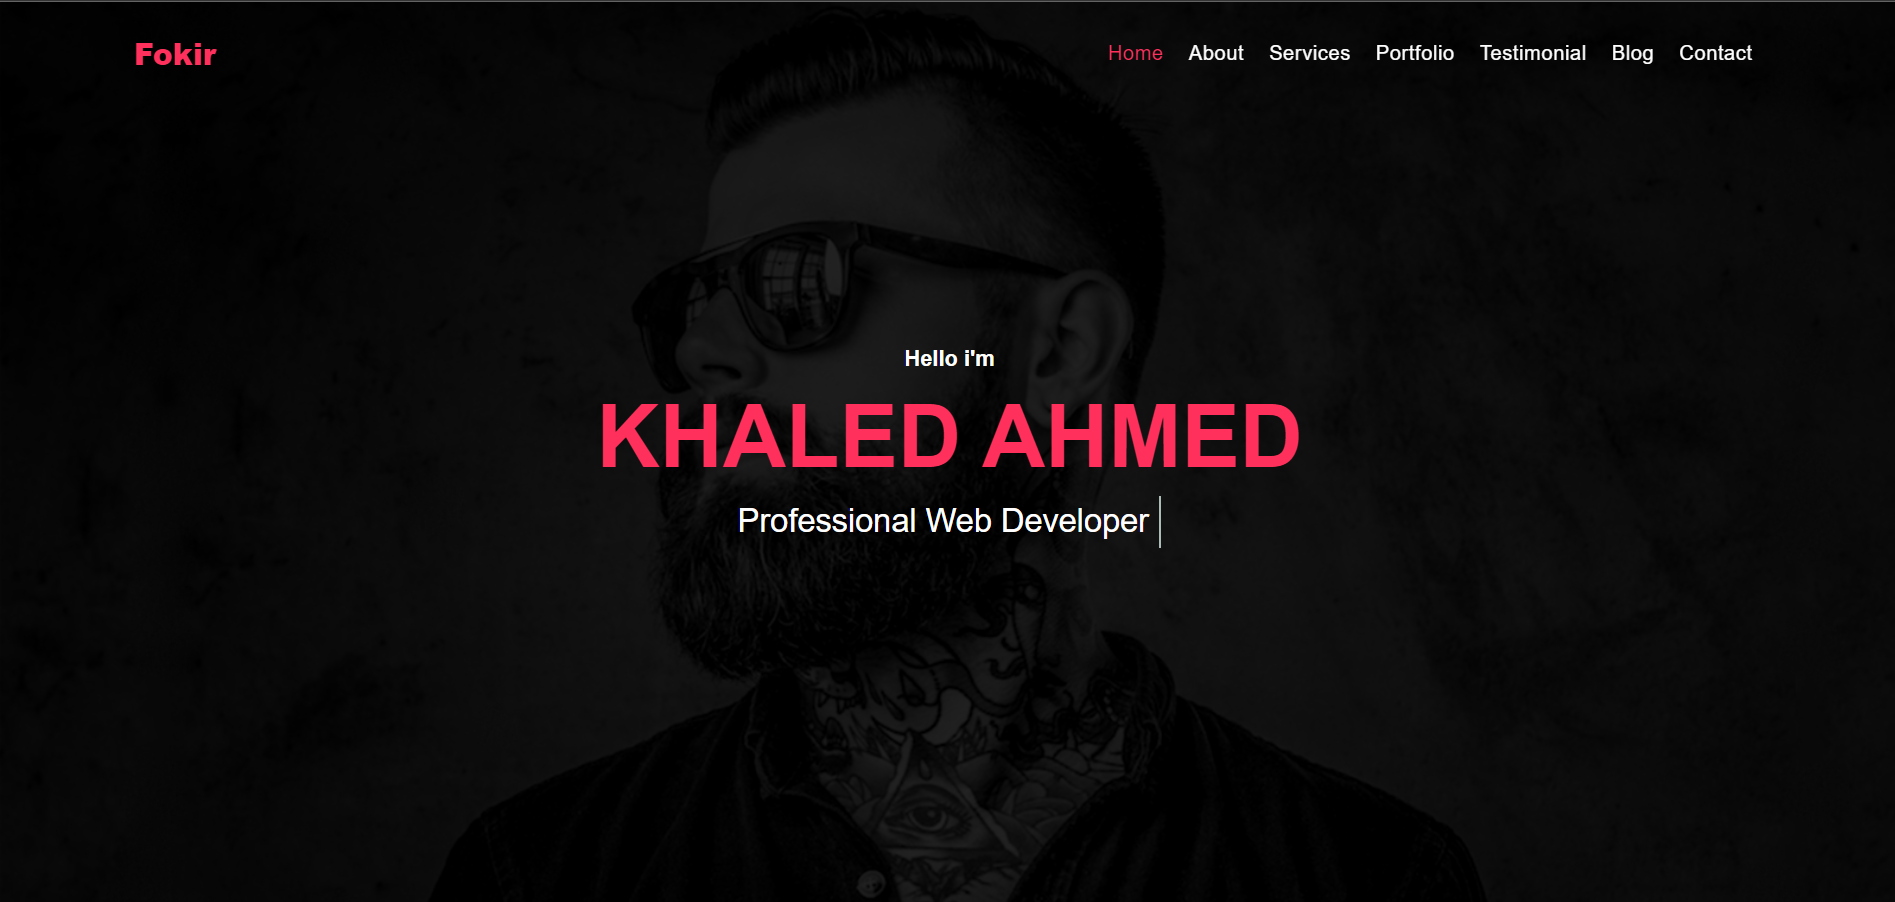 Fokir
Home About Services Portfolio Testimonial Blog Contact
Hello i'm
KHALED AHMED
Professional Web Developer